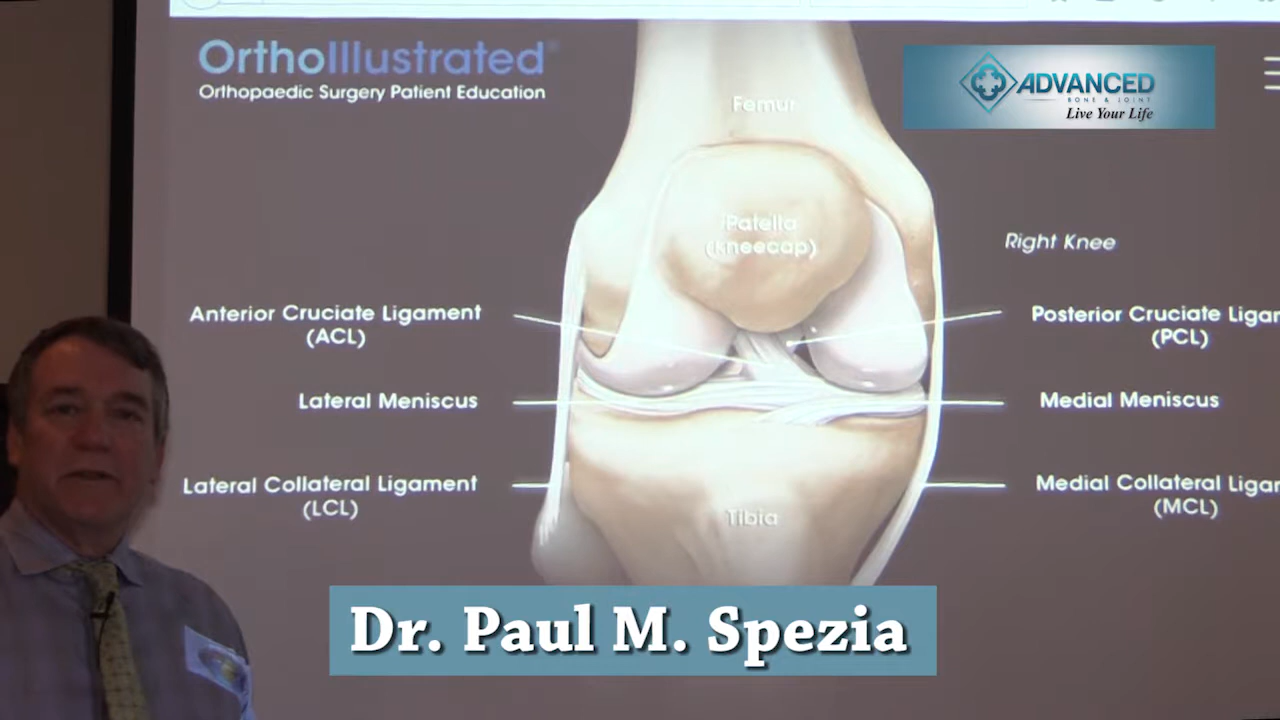 OrthoIllustrated
Orthopaedic Surgery Patient Education
ADVANCED
BONE & JOINT
Live Your Life
Femur
Patella
(kneecap)
Right Knee
Anterior Cruciate Ligament
(ACL)
Posterior Cruciate Ligar
(PCL)
Lateral Meniscus
Medial Meniscus
Lateral Collateral Ligament
(LCL)
Medial Collateral Ligar
(MCL)
Tibia
Dr. Paul M. Spezia